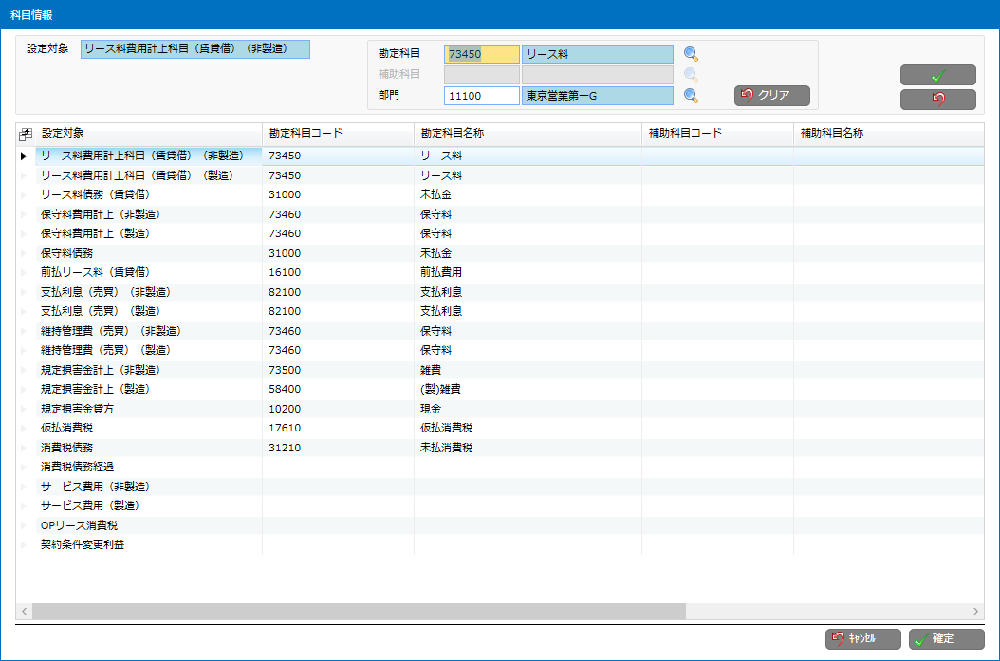 科目情報
設定対象 リース料費用計上科目（賃貸借）（非製造） 勘定科目 73450 リース料
補助科目
部門 11100 東京営業第一G クリア
設定対象 勘定科目コード 勘定科目名称 補助科目コード 補助科目名称
リース料費用計上科目（賃貸借）（非製造） 73450 リース料
リース料費用計上科目（賃貸借）（製造） 73450 リース料
リース料債務（賃貸借） 31000 未払金
保守料費用計上（非製造） 73460 保守料
保守料費用計上（製造） 73460 保守料
保守料債務 31000 未払金
前払リース料（賃貸借） 16100 前払費用
支払利息（売買）（非製造） 82100 支払利息
支払利息（売買）（製造） 82100 支払利息
維持管理費（売買）（非製造） 73460 保守料
維持管理費（売買）（製造） 73460 保守料
規定損害金計上（非製造） 73500 雑費
規定損害金計上（製造） 58400 (製)雑費
規定損害金貸方 10200 現金
仮払消費税 17610 仮払消費税
消費税債務 31210 未払消費税
消費税債務経過
サービス費用（非製造）
サービス費用（製造）
OPリース消費税
契約条件変更利益
ｷｬﾝｾﾙ 確定